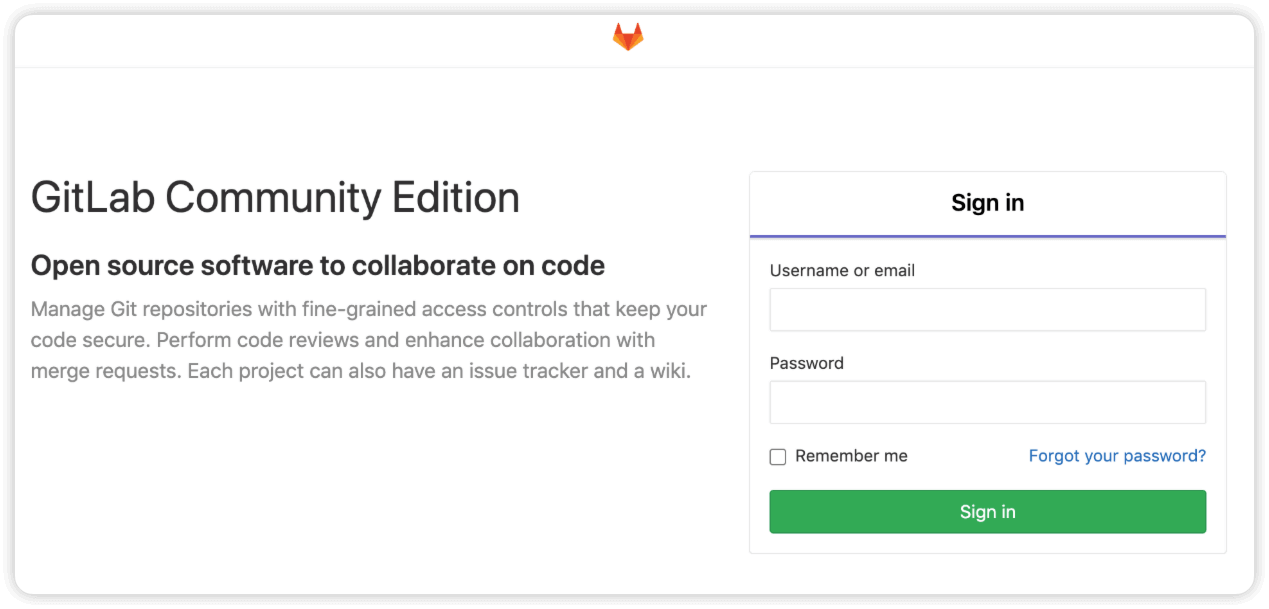 GitLab Community Edition
Open source software to collaborate on code
Manage Git repositories with fine-grained access controls that keep your
code secure. Perform code reviews and enhance collaboration with
merge requests. Each project can also have an issue tracker and a wiki.
Sign in
Username or email
Password
Remember me
Forgot your password?
Sign in